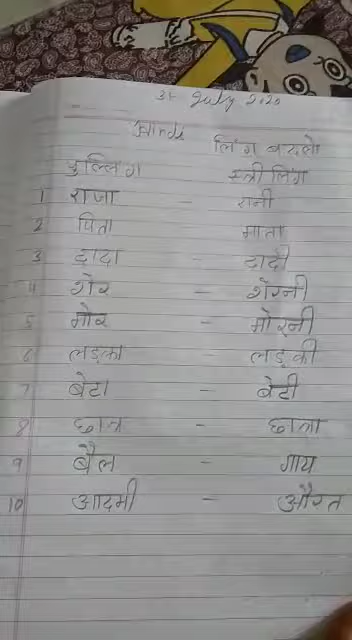 31 July 2020
Hindi लिंग बदलो
पुल्लिंग स्त्रीलिंग
1 राजा - रानी
2 पिता माता
3 दादा - दादी
4 शेर - शेरनी
5 मोर - मोरनी
6 लड़का - लड़की
7 बेटा - बेटी
8 छात्र - छात्रा
9 बैल - गाय
10 आदमी - औरत